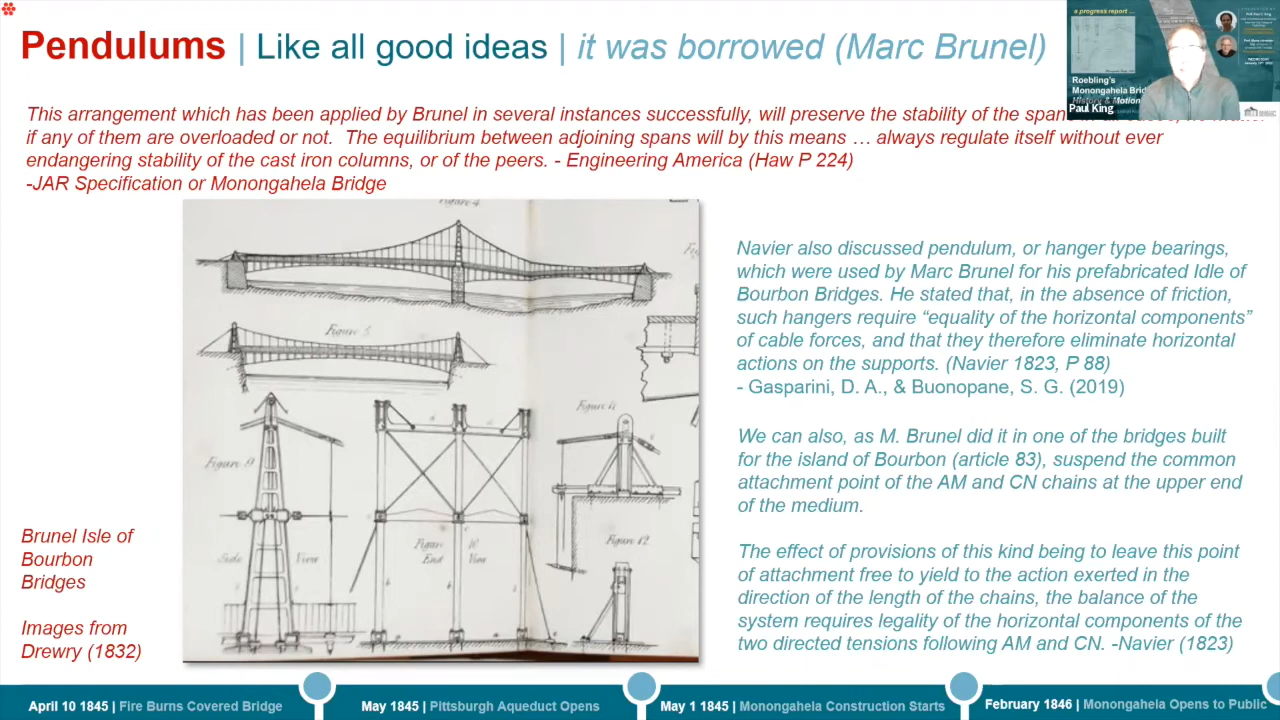 Pendulums | Like all good ideas | it was borrowed(Marc Brunel)
a progress report ...
Roebling's
Monongahela Brid
History & Motion
Paul King
This arrangement which has been applied by Brunel in several instances successfully, will preserve the stability of the spans
if any of them are overloaded or not. The equilibrium between adjoining spans will by this means … always regulate itself without ever
endangering stability of the cast iron columns, or of the peers. - Engineering America (Haw P 224)
-JAR Specification or Monongahela Bridge
Figure 4
Figure 5
Figure 9
Side View
Figure 10
End View
Figure 11
Figure 12
Navier also discussed pendulum, or hanger type bearings,
which were used by Marc Brunel for his prefabricated Idle of
Bourbon Bridges. He stated that, in the absence of friction,
such hangers require “equality of the horizontal components”
of cable forces, and that they therefore eliminate horizontal
actions on the supports. (Navier 1823, P 88)
- Gasparini, D. A., & Buonopane, S. G. (2019)
We can also, as M. Brunel did it in one of the bridges built
for the island of Bourbon (article 83), suspend the common
attachment point of the AM and CN chains at the upper end
of the medium.
The effect of provisions of this kind being to leave this point
of attachment free to yield to the action exerted in the
direction of the length of the chains, the balance of the
system requires legality of the horizontal components of the
two directed tensions following AM and CN. -Navier (1823)
Brunel Isle of
Bourbon
Bridges
Images from
Drewry (1832)
April 10 1845 | Fire Burns Covered Bridge
May 1845 | Pittsburgh Aqueduct Opens
May 1 1845 | Monongahela Construction Starts
February 1846 | Monongahela Opens to Public